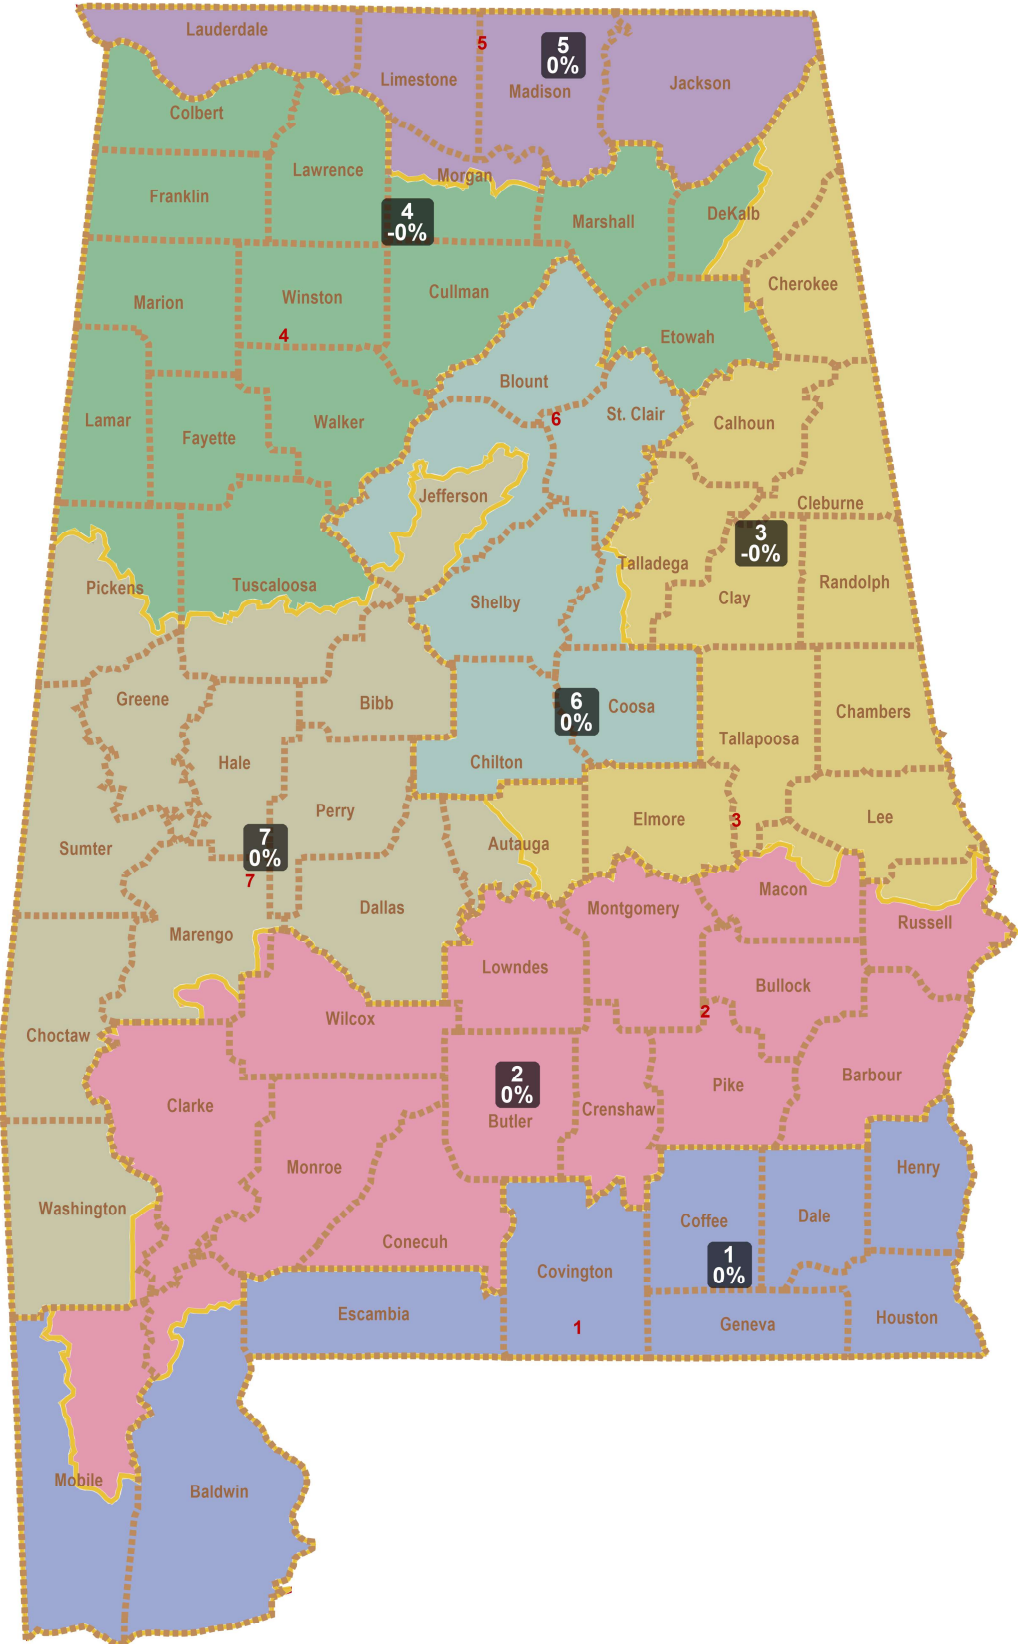 Lauderdale
5
5
0%
Limestone
Madison
Jackson
Colbert
Lawrence
Morgan
Franklin
4
-0%
Marshall
DeKalb
Marion
Winston
Cullman
Cherokee
4
Etowah
Blount
Lamar
Fayette
Walker
6
St. Clair
Calhoun
Jefferson
Cleburne
3
-0%
Pickens
Tuscaloosa
Talladega
Randolph
Shelby
Clay
Greene
Bibb
6
0%
Coosa
Chambers
Hale
Chilton
Tallapoosa
Perry
Elmore
3
Lee
Sumter
7
0%
Autauga
7
Marengo
Dallas
Montgomery
Macon
Russell
Lowndes
Bullock
Choctaw
Wilcox
2
Clarke
2
0%
Butler
Crenshaw
Pike
Barbour
Monroe
Henry
Washington
Conecuh
Coffee
Dale
Covington
1
0%
Escambia
1
Geneva
Houston
Mobile
Baldwin